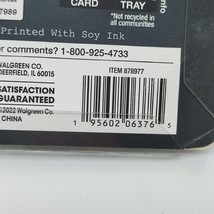 CARD TRAY
*Not recycled in
all communities
7989
info
Printed With Soy Ink
r comments? 1-800-925-4733
WALGREEN CO.
DEERFIELD, IL 60015
ITEM 878977
SATISFACTION
GUARANTEED
©2022 Walgreen Co.
CHINA
1 95602 06376 5